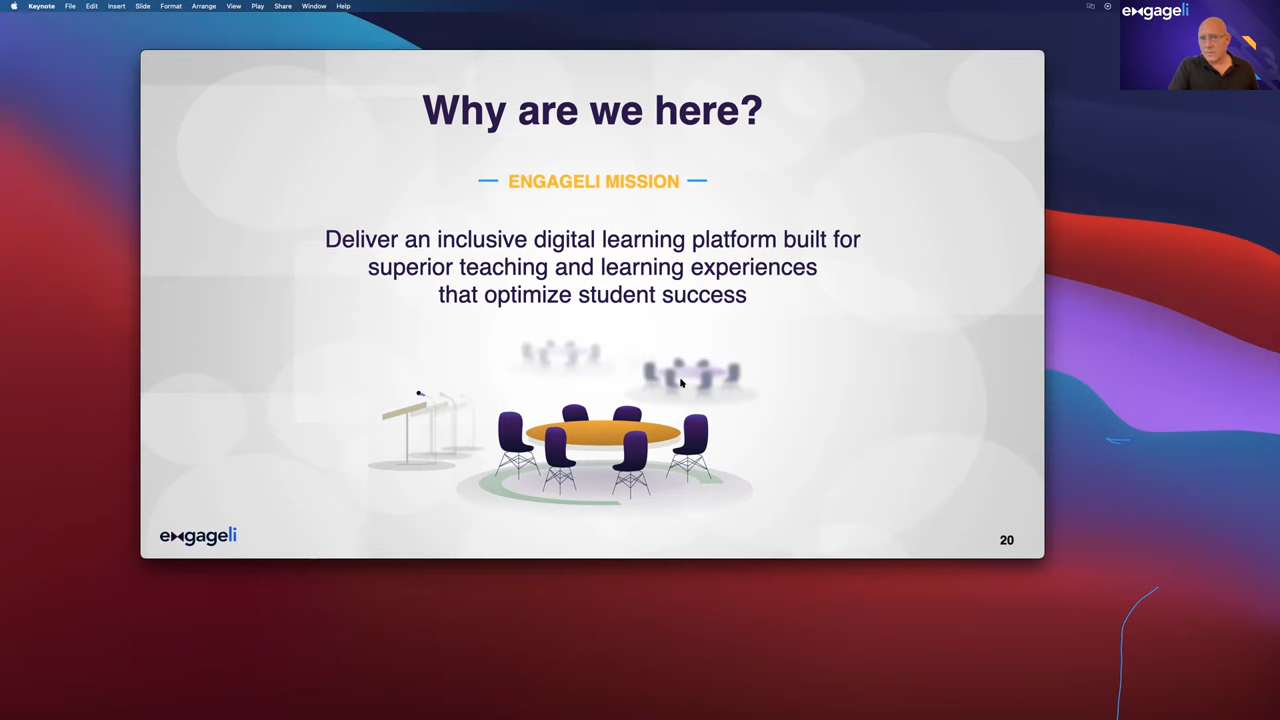 Keynote File Edit Insert Slide Format Arrange View Play Share Window Help
engageli
Why are we here?
ENGAGELI MISSION
Deliver an inclusive digital learning platform built for
superior teaching and learning experiences
that optimize student success
engageli
20